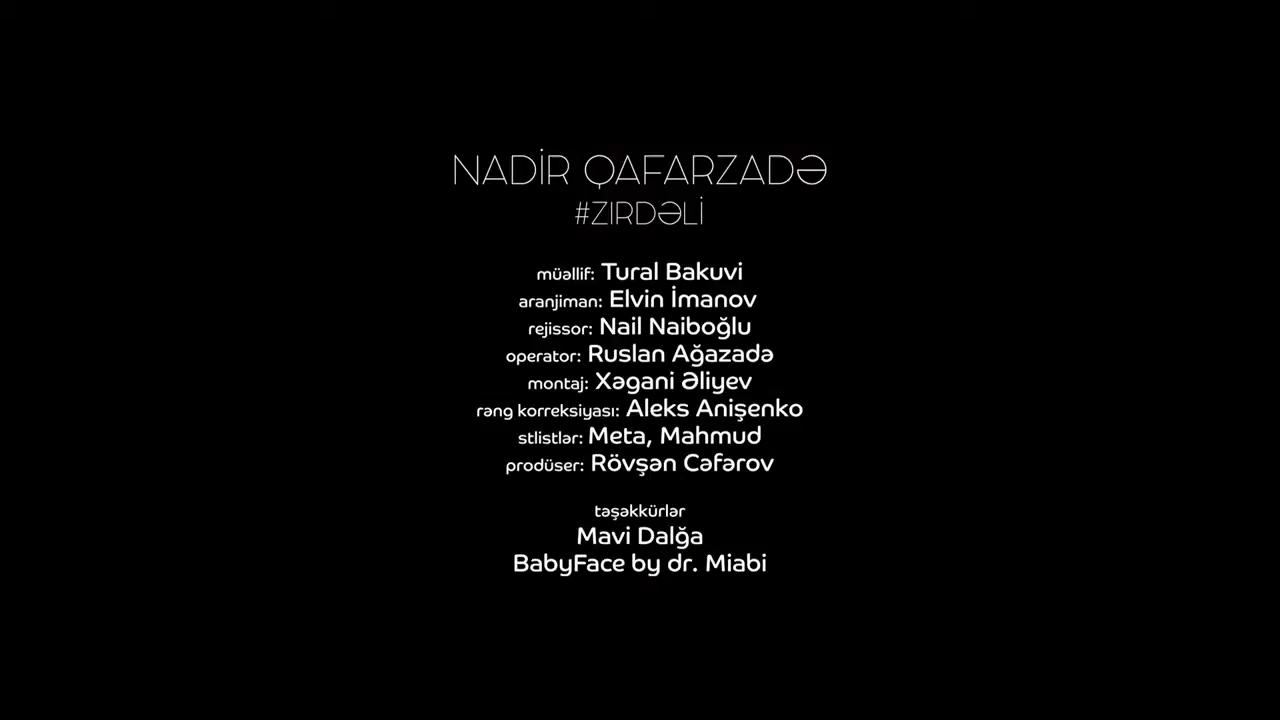 NADİR QAFARZADƏ
#ZIRDƏLİ
müəllif: Tural Bakuvi
aranjiman: Elvin İmanov
rejissor: Nail Naiboğlu
operator: Ruslan Ağazadə
montaj: Xəgani Əliyev
rəng korreksiyası: Aleks Anişenko
stlistlər: Meta, Mahmud
prodüser: Rövşən Cəfərov
təşəkkürlər
Mavi Dalğa
BabyFace by dr. Miabi